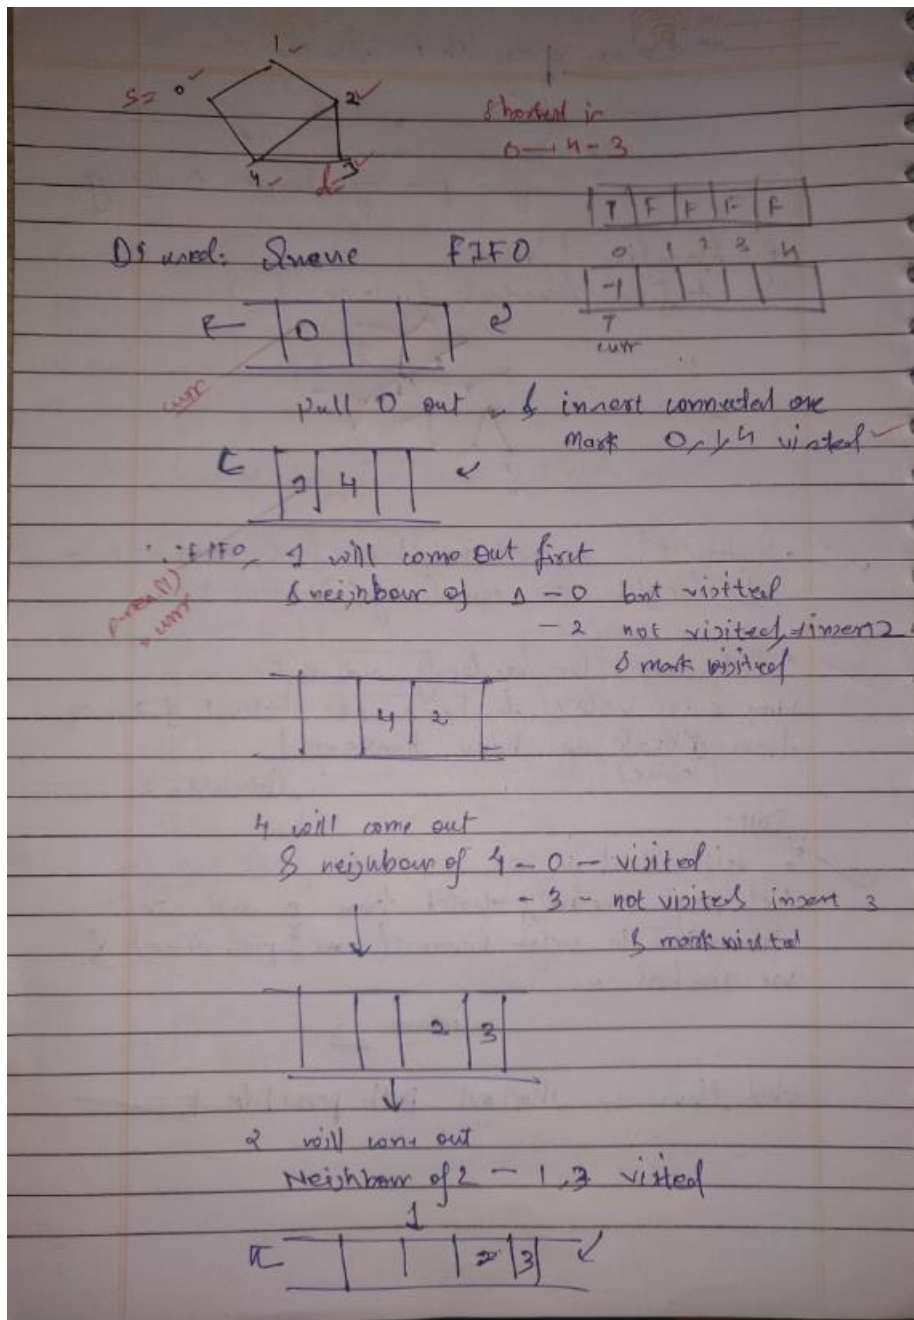 1
S= 0
2
4
d=
3
shortest is
0-4-3
T F F F F
0 1 2 3 4
-1
↑
curr
DS used: Queue FIFO
0
curr
pull 0 out & insert connected one
mark 0,1,4 visted
1 4
∵ FIFO, 1 will come out first
& neighbour of 1 - 0 but visitted
- 2 not visited, insert 2
& mark visited
curr
4 2
4 will come out
& neighbour of 4 - 0 - visited
- 3 - not visited insert 3
& mark visited
2 3
2 will come out
Neighbour of 2 - 1,3 visited
2 3